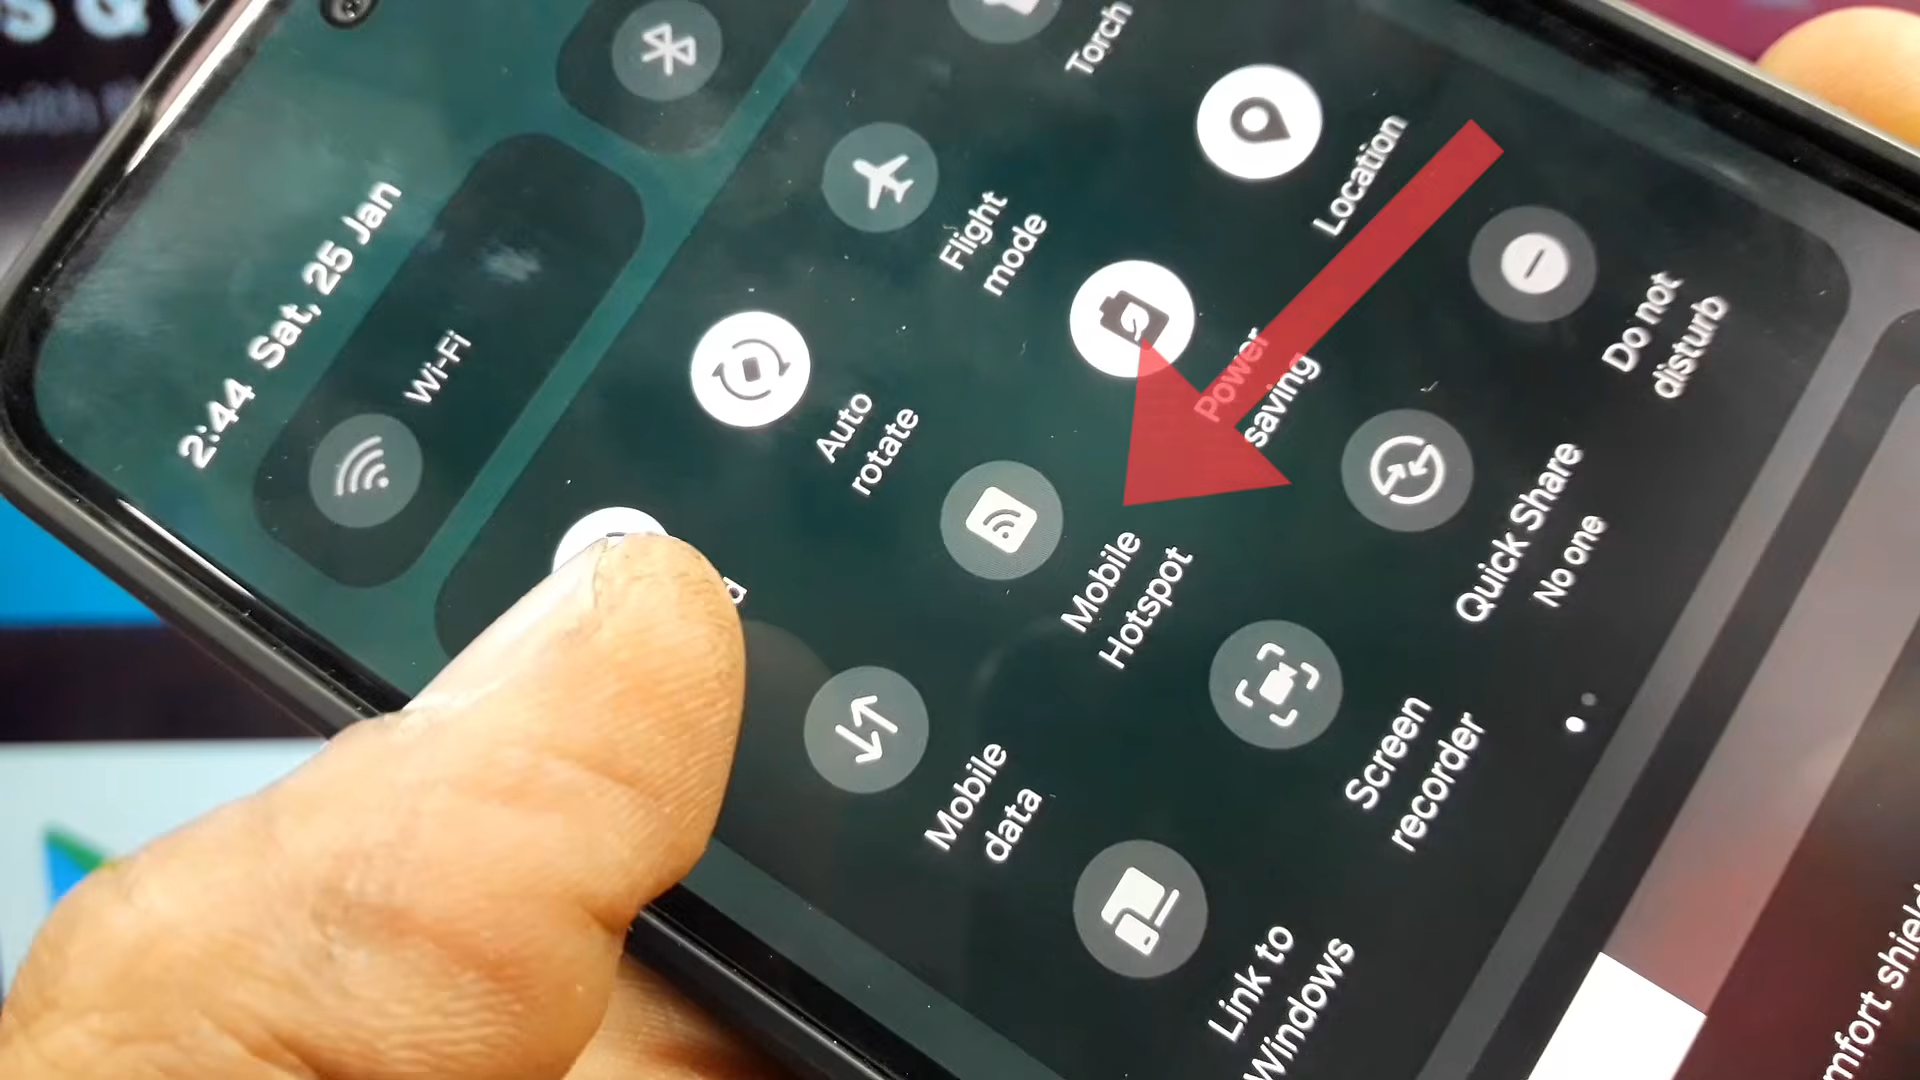 2:44 Sat, 25 Jan
Wi-Fi
Auto
rotate
Flight
mode
Torch
Mobile
data
Mobile
Hotspot
Power
saving
Location
Link to
Windows
Screen
recorder
Quick Share
No one
Do not
disturb